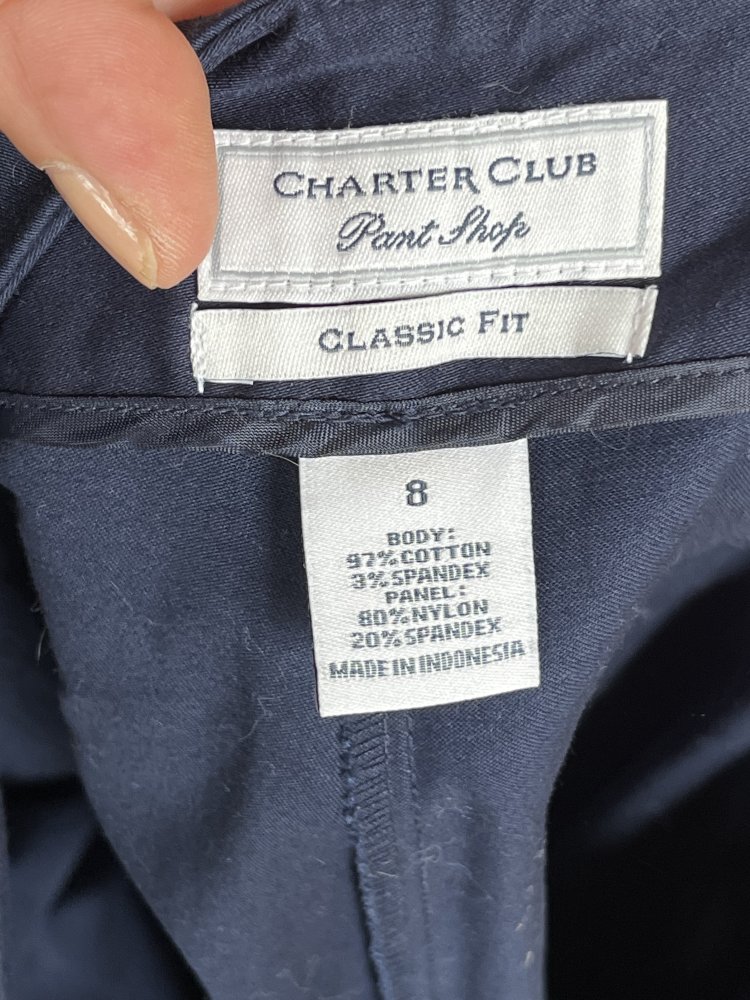 CHARTER CLUB
Pant Shop
CLASSIC FIT
8
BODY:
97%COTTON
3%SPANDEX
PANEL:
80%NYLON
20%SPANDEX
MADE IN INDONESIA